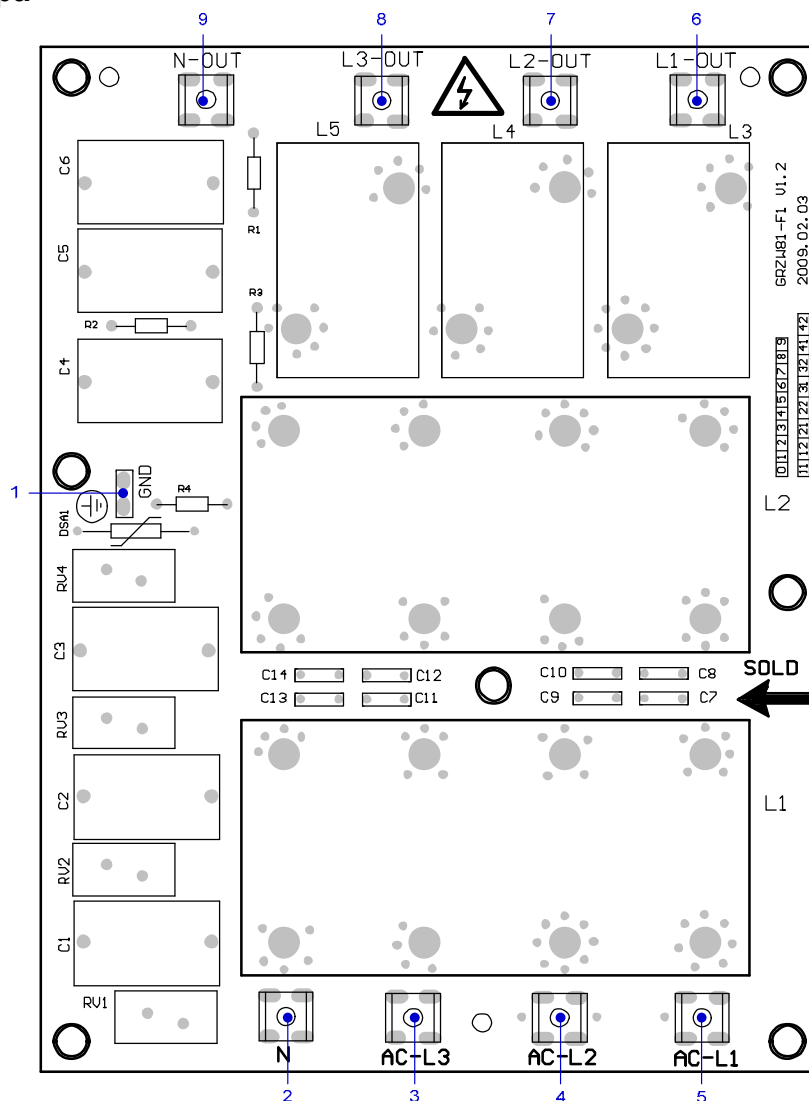 9 8 7 6
N-OUT L3-OUT L2-OUT L1-OUT
L5 L4 L3
C6
R1
GRZW81-F1 V1.2
2009.02.03
C5
R3
R2
C4
0 1 2 3 4 5 6 7 8 9
11 12 21 22 31 32 41 42
1
GND
R4
DSA1
L2
RV4
C3
C14 C12 C10 C8
SOLD
C13 C11 C9 C7
RV3
C2
L1
RV2
C1
RV1
N AC-L3 AC-L2 AC-L1
2 3 4 5